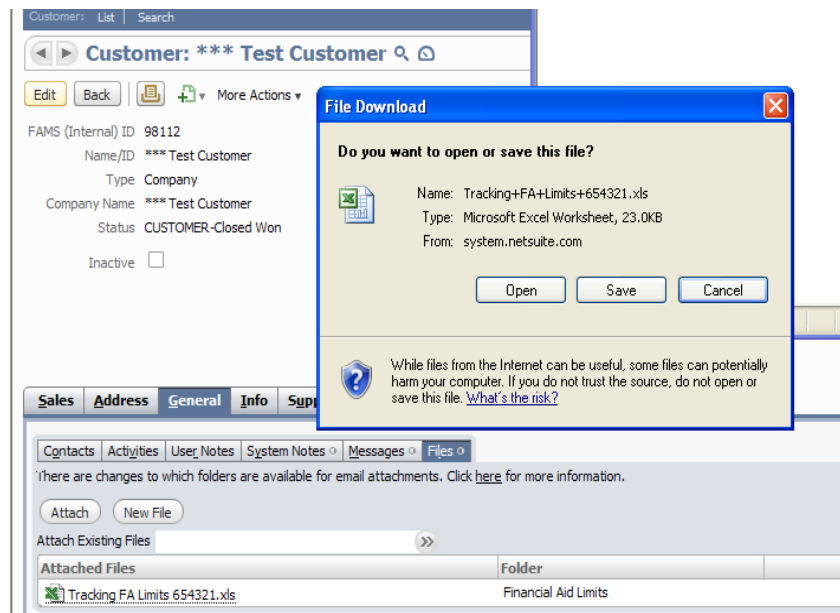 Customer: List Search
Customer: *** Test Customer
Edit Back More Actions
FAMS (Internal) ID 98112
Name/ID *** Test Customer
Type Company
Company Name *** Test Customer
Status CUSTOMER-Closed Won
Inactive
File Download
Do you want to open or save this file?
Name: Tracking+FA+Limits+654321.xls
Type: Microsoft Excel Worksheet, 23.0KB
From: system.netsuite.com
Open Save Cancel
While files from the Internet can be useful, some files can potentially
harm your computer. If you do not trust the source, do not open or
save this file. What's the risk?
Sales Address General Info Supp
Contacts Activities User Notes System Notes Messages Files
There are changes to which folders are available for email attachments. Click here for more information.
Attach New File
Attach Existing Files
Attached Files Folder
Tracking FA Limits 654321.xls Financial Aid Limits